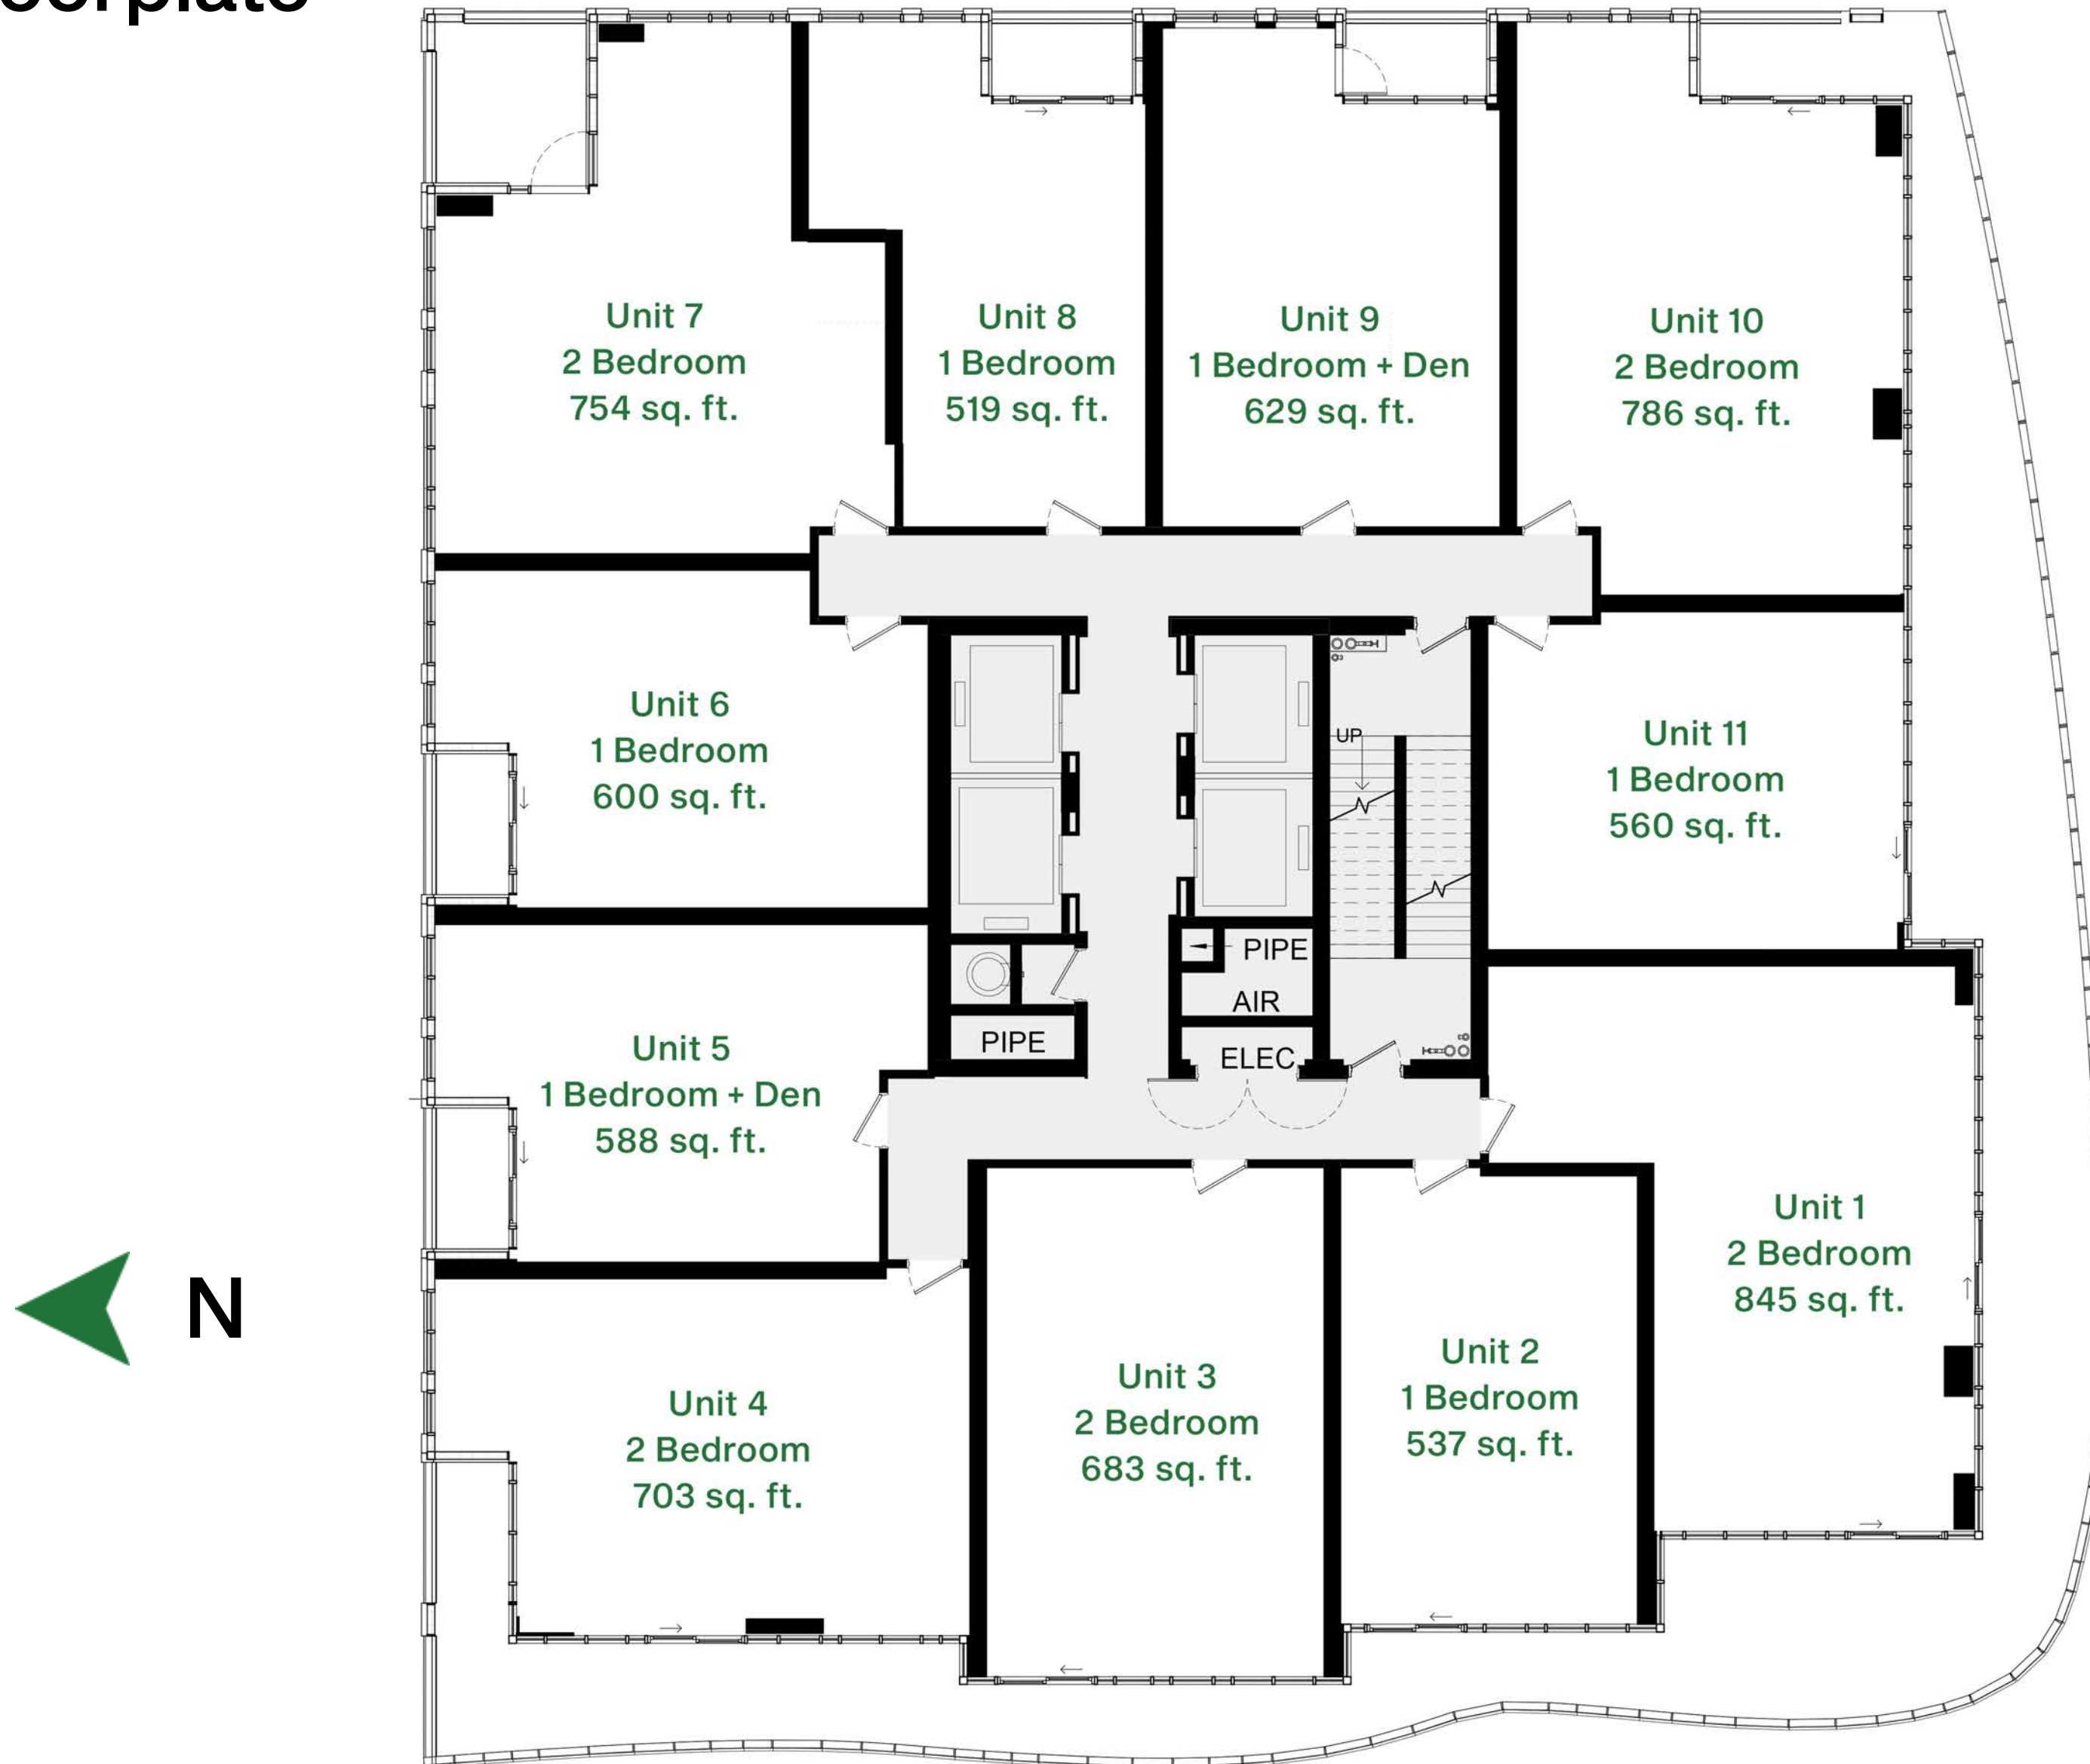 Unit 7
2 Bedroom
754 sq. ft.
Unit 8
1 Bedroom
519 sq. ft.
Unit 9
1 Bedroom + Den
629 sq. ft.
Unit 10
2 Bedroom
786 sq. ft.
Unit 6
1 Bedroom
600 sq. ft.
UP
N
N
Unit 11
1 Bedroom
560 sq. ft.
PIPE
AIR
PIPE
ELEC
Unit 5
1 Bedroom + Den
588 sq. ft.
Unit 1
2 Bedroom
845 sq. ft.
N
Unit 4
2 Bedroom
703 sq. ft.
Unit 3
2 Bedroom
683 sq. ft.
Unit 2
1 Bedroom
537 sq. ft.